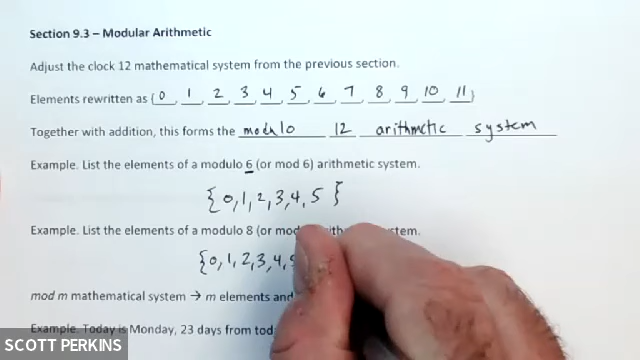 Section 9.3 – Modular Arithmetic
Adjust the clock 12 mathematical system from the previous section.
Elements rewritten as { 0, 1, 2, 3, 4, 5, 6, 7, 8, 9, 10, 11 }
Together with addition, this forms the modulo 12 arithmetic system
Example. List the elements of a modulo 6 (or mod 6) arithmetic system.
{ 0, 1, 2, 3, 4, 5 }
Example. List the elements of a modulo 8 (or mod
{ 0, 1, 2, 3, 4,
mod m mathematical system → m elements and
Example. Today is Monday, 23 days from
SCOTT PERKINS